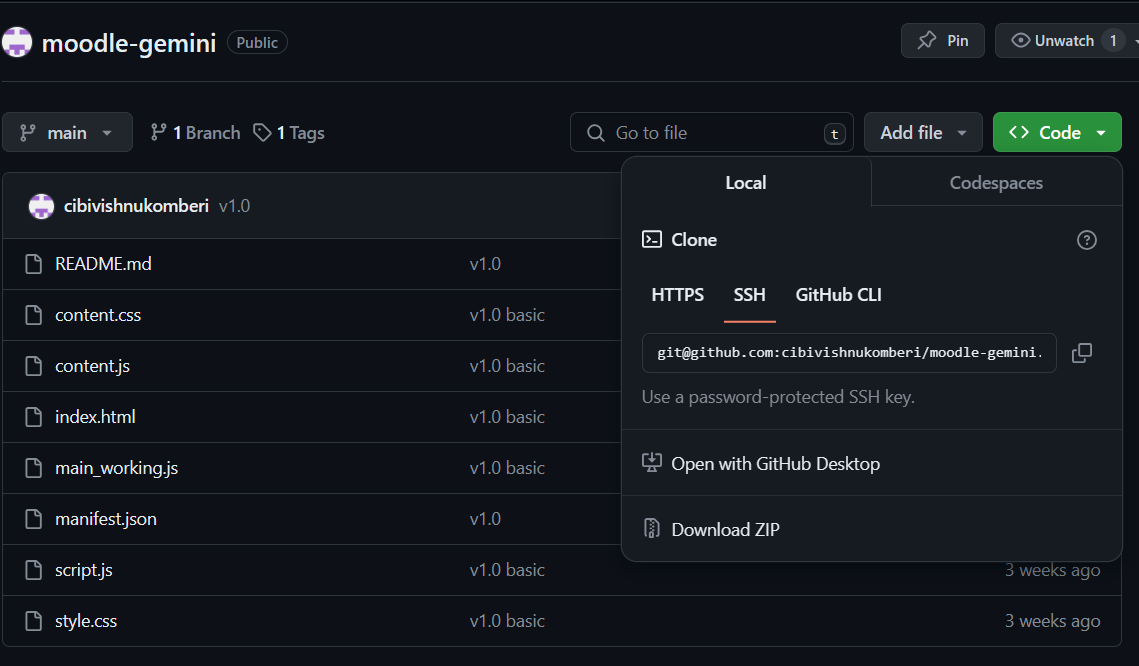 moodle-gemini Public Pin Unwatch 1
main 1 Branch 1 Tags Go to file t Add file Code
cibivishnukomberi v1.0
README.md v1.0
content.css v1.0 basic
content.js v1.0 basic
index.html v1.0 basic
main_working.js v1.0 basic
manifest.json v1.0
script.js v1.0 basic 3 weeks ago
style.css v1.0 basic 3 weeks ago
Local Codespaces
Clone
HTTPS SSH GitHub CLI
git@github.com:cibivishnukomberi/moodle-gemini.
Use a password-protected SSH key.
Open with GitHub Desktop
Download ZIP